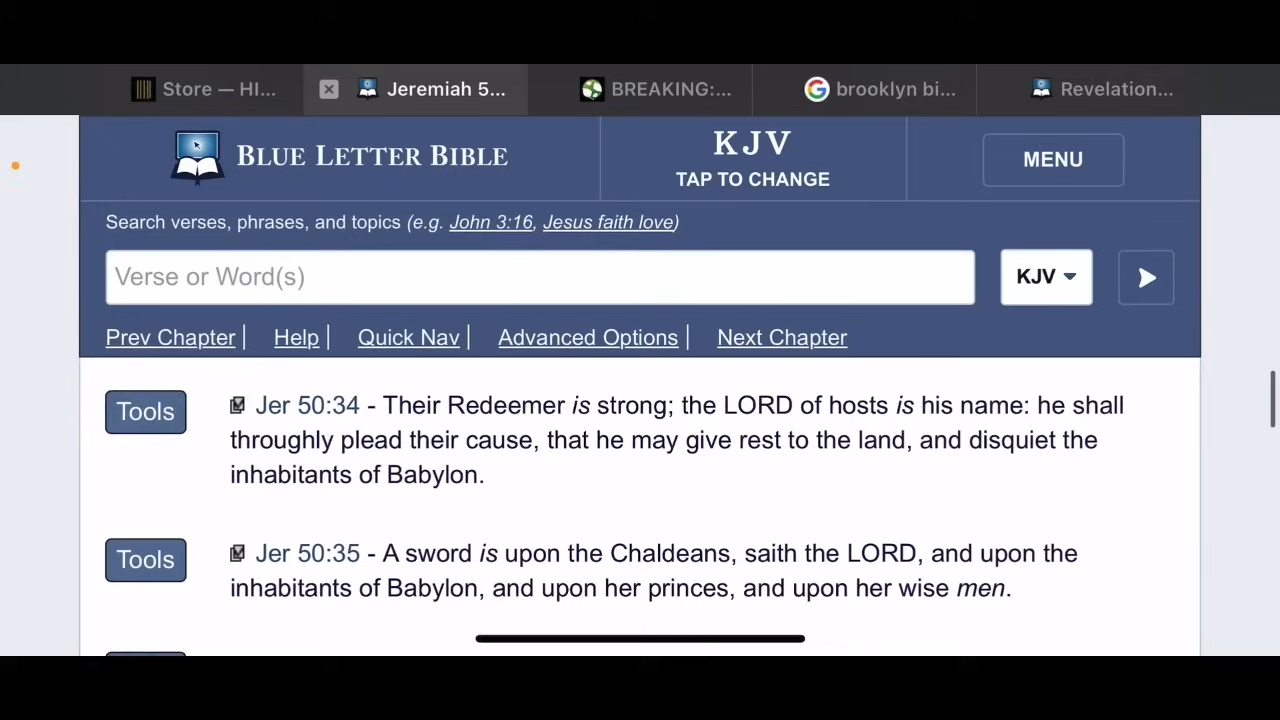 Store — HI...
Jeremiah 5...
BREAKING:...
brooklyn bi...
Revelation...
BLUE LETTER BIBLE
KJV
TAP TO CHANGE
MENU
Search verses, phrases, and topics (e.g. John 3:16, Jesus faith love)
Verse or Word(s)
KJV
Prev Chapter | Help | Quick Nav | Advanced Options | Next Chapter
Tools
Jer 50:34 - Their Redeemer is strong; the LORD of hosts is his name: he shall
throughly plead their cause, that he may give rest to the land, and disquiet the
inhabitants of Babylon.
Tools
Jer 50:35 - A sword is upon the Chaldeans, saith the LORD, and upon the
inhabitants of Babylon, and upon her princes, and upon her wise men.